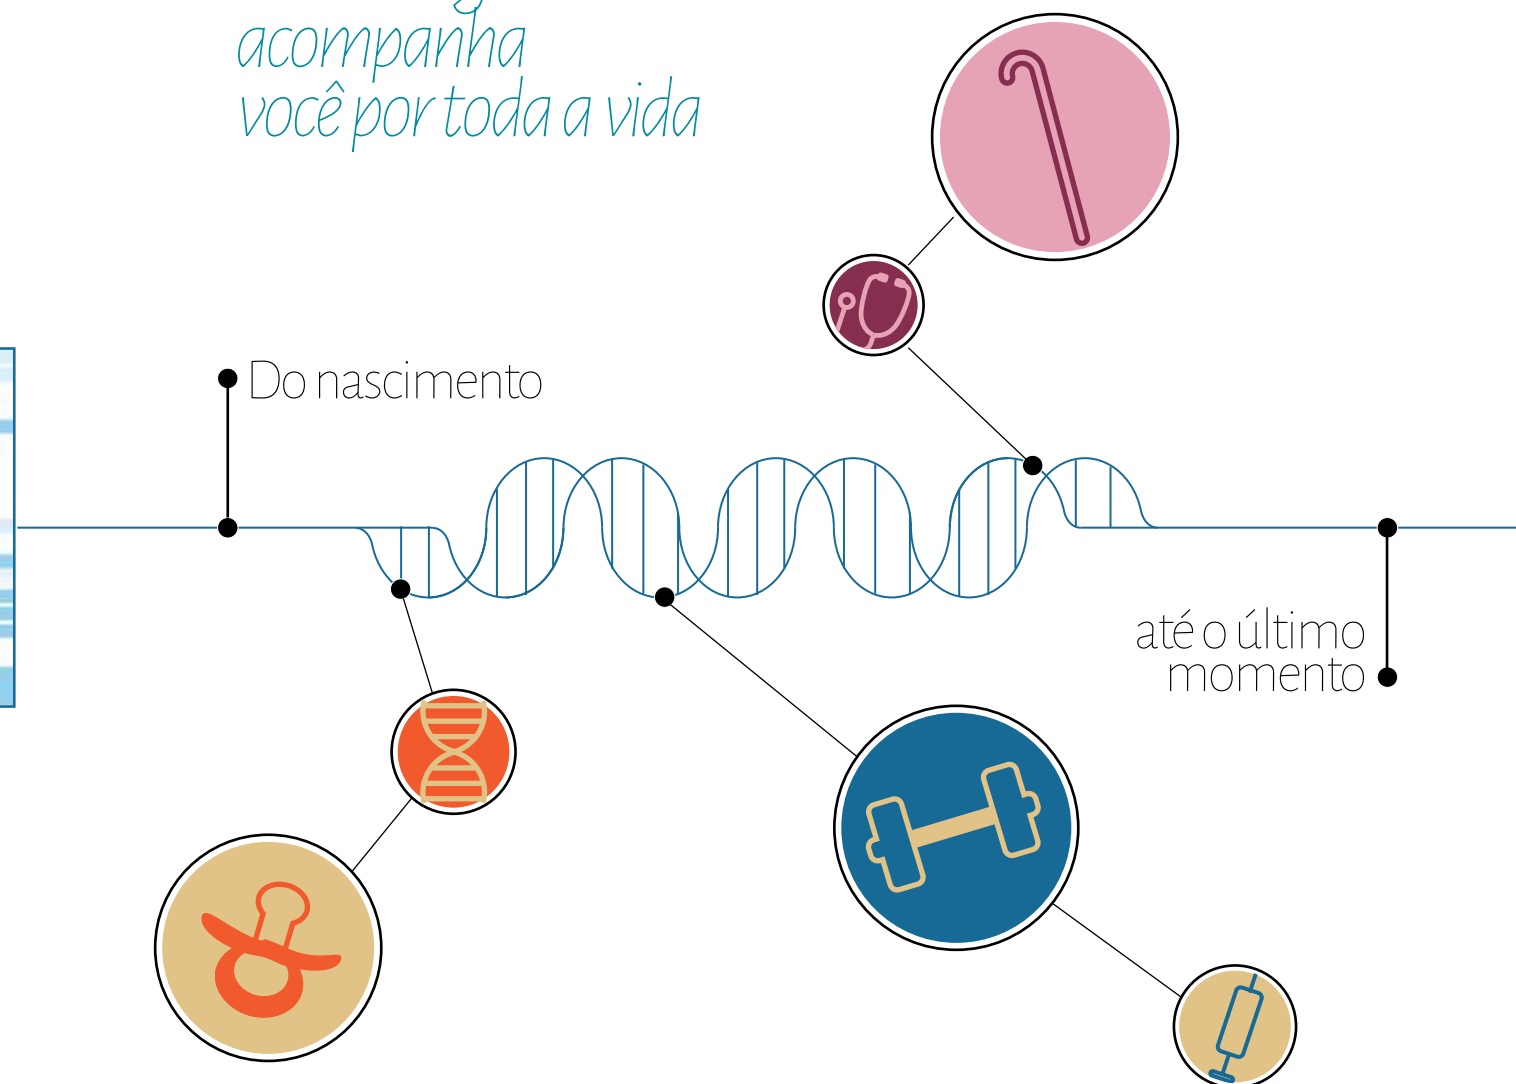 acompanha
você por toda a vida
Do nascimento
até o último
momento